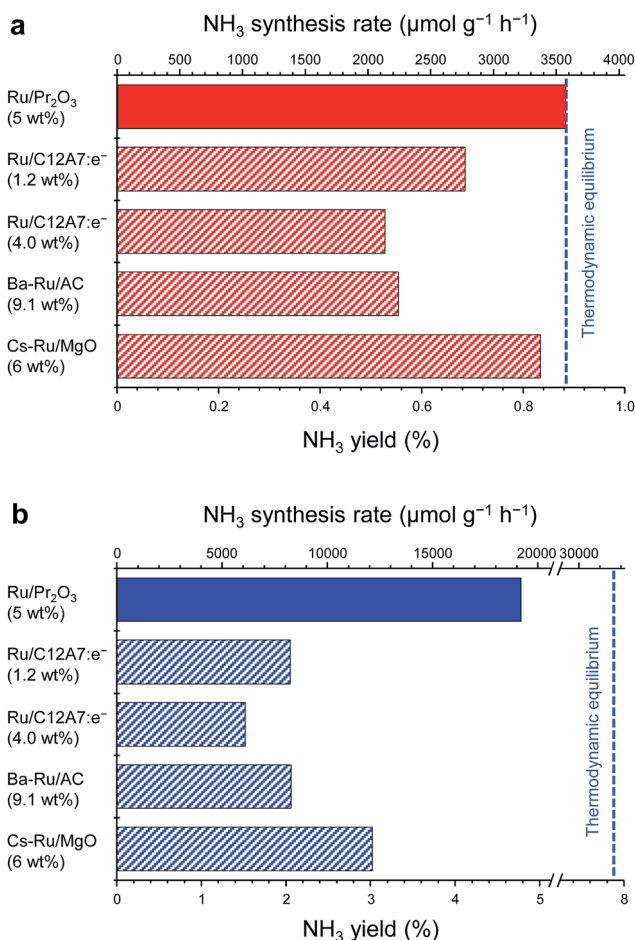 a
NH₃ synthesis rate (μmol g⁻¹ h⁻¹)
0 500 1000 1500 2000 2500 3000 3500 4000
Ru/Pr₂O₃
(5 wt%)
Ru/C12A7:e⁻
(1.2 wt%)
Ru/C12A7:e⁻
(4.0 wt%)
Ba-Ru/AC
(9.1 wt%)
Cs-Ru/MgO
(6 wt%)
Thermodynamic equilibrium
0 0.2 0.4 0.6 0.8 1.0
NH₃ yield (%)
b
NH₃ synthesis rate (μmol g⁻¹ h⁻¹)
0 5000 10000 15000 20000 30000
Ru/Pr₂O₃
(5 wt%)
Ru/C12A7:e⁻
(1.2 wt%)
Ru/C12A7:e⁻
(4.0 wt%)
Ba-Ru/AC
(9.1 wt%)
Cs-Ru/MgO
(6 wt%)
Thermodynamic equilibrium
0 1 2 3 4 5 8
NH₃ yield (%)